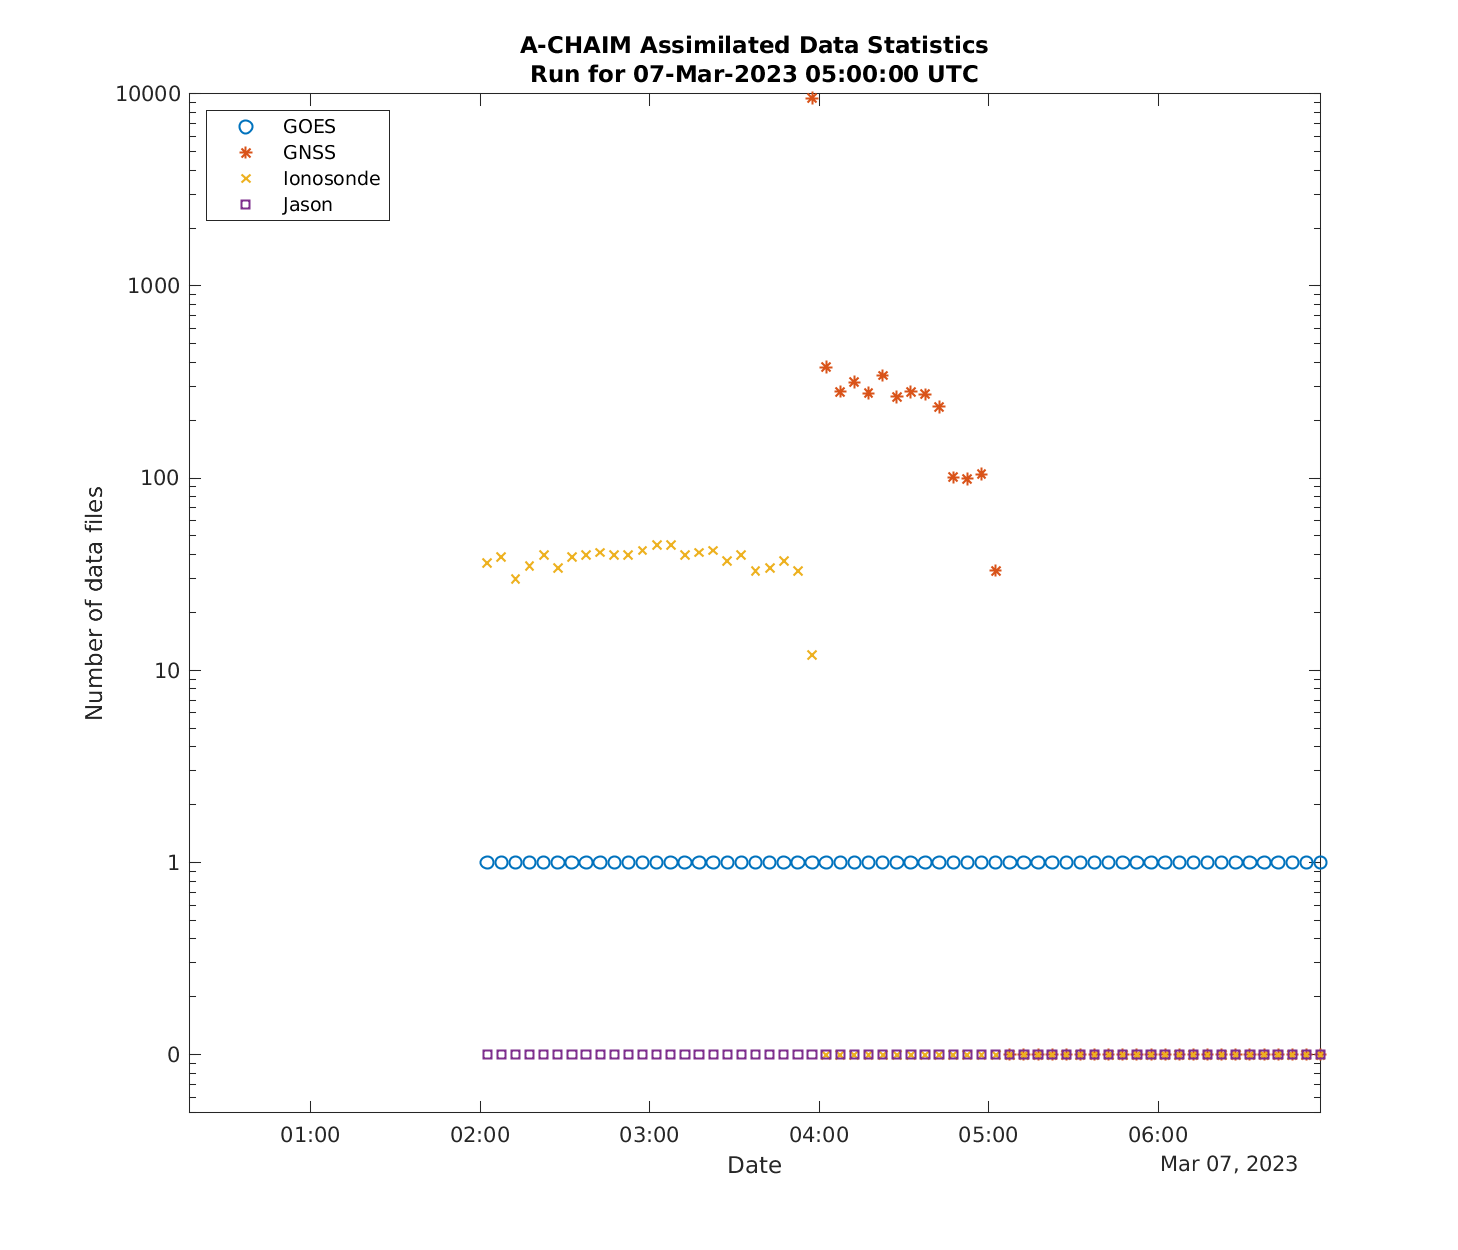 A-CHAIM Assimilated Data Statistics
Run for 07-Mar-2023 05:00:00 UTC
GOES
GNSS
Ionosonde
Jason
10000
1000
100
10
1
0
Number of data files
01:00 02:00 03:00 04:00 05:00 06:00
Date
Mar 07, 2023